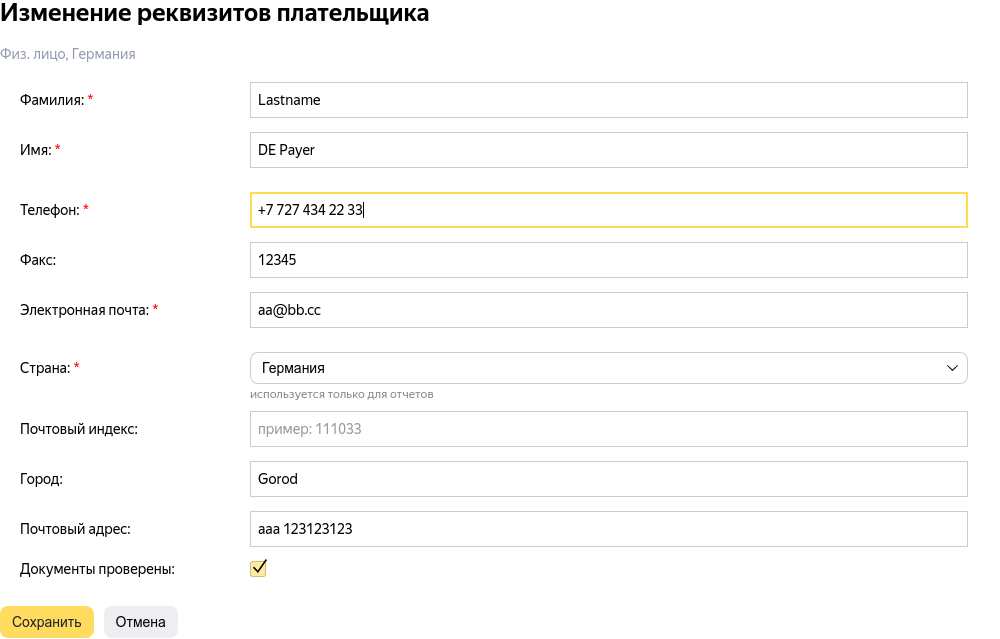 Изменение реквизитов плательщика
Физ. лицо, Германия
Фамилия: * Lastname
Имя: * DE Payer
Телефон: * +7 727 434 22 33
Факс: 12345
Электронная почта: * aa@bb.cc
Страна: * Германия
используется только для отчетов
Почтовый индекс: пример: 111033
Город: Gorod
Почтовый адрес: aaa 123123123
Документы проверены:
Сохранить Отмена